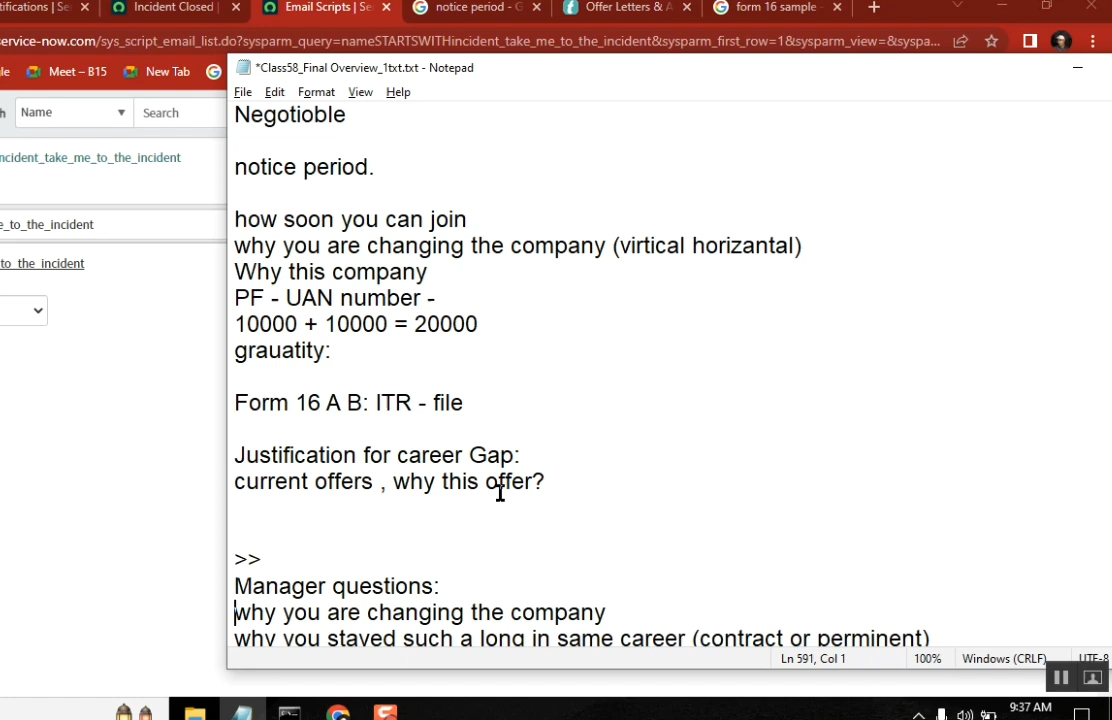 tifications | Se
Incident Closed |
Email Scripts | Se
notice period - G
Offer Letters & A
form 16 sample -
ervice-now.com/sys_script_email_list.do?sysparm_query=nameSTARTSWITHincident_take_me_to_the_incident&sysparm_first_row=1&sysparm_view=&syspa...
le
Meet – B15
New Tab
*Class58_Final Overview_1txt.txt - Notepad
File Edit Format View Help
h
Name
Search
ncident_take_me_to_the_incident
e_to_the_incident
to_the_incident
Negotioble
notice period.
how soon you can join
why you are changing the company (virtical horizantal)
Why this company
PF - UAN number -
10000 + 10000 = 20000
grauatity:
Form 16 A B: ITR - file
Justification for career Gap:
current offers , why this offer?
>>
Manager questions:
why you are changing the company
why you stayed such a long in same career (contract or perminent)
Ln 591, Col 1
100%
Windows (CRLF)
UTF-8
9:37 AM